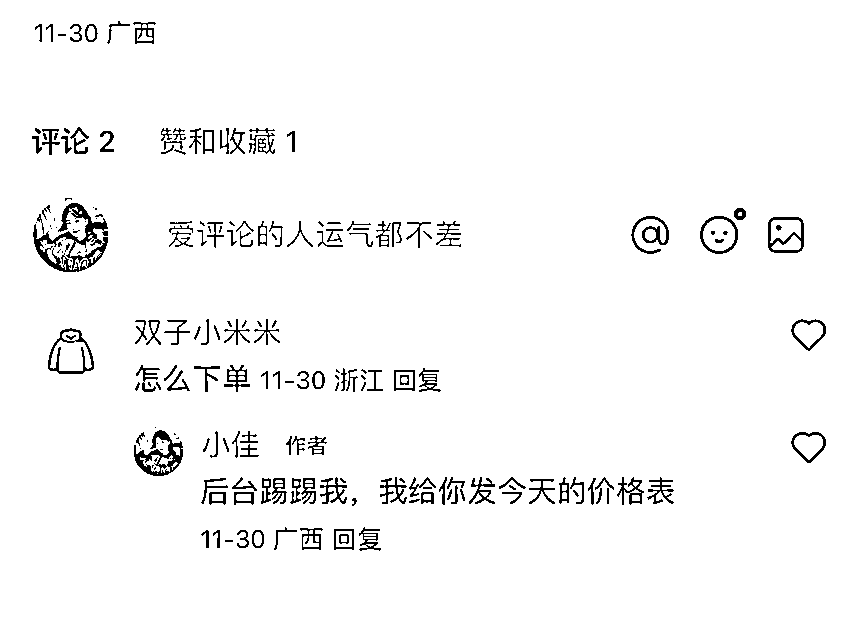 11-30 广西
评论 2 赞和收藏 1
爱评论的人运气都不差
双子小米米
怎么下单 11-30 浙江 回复
小佳 作者
后台踢踢我，我给你发今天的价格表
11-30 广西 回复